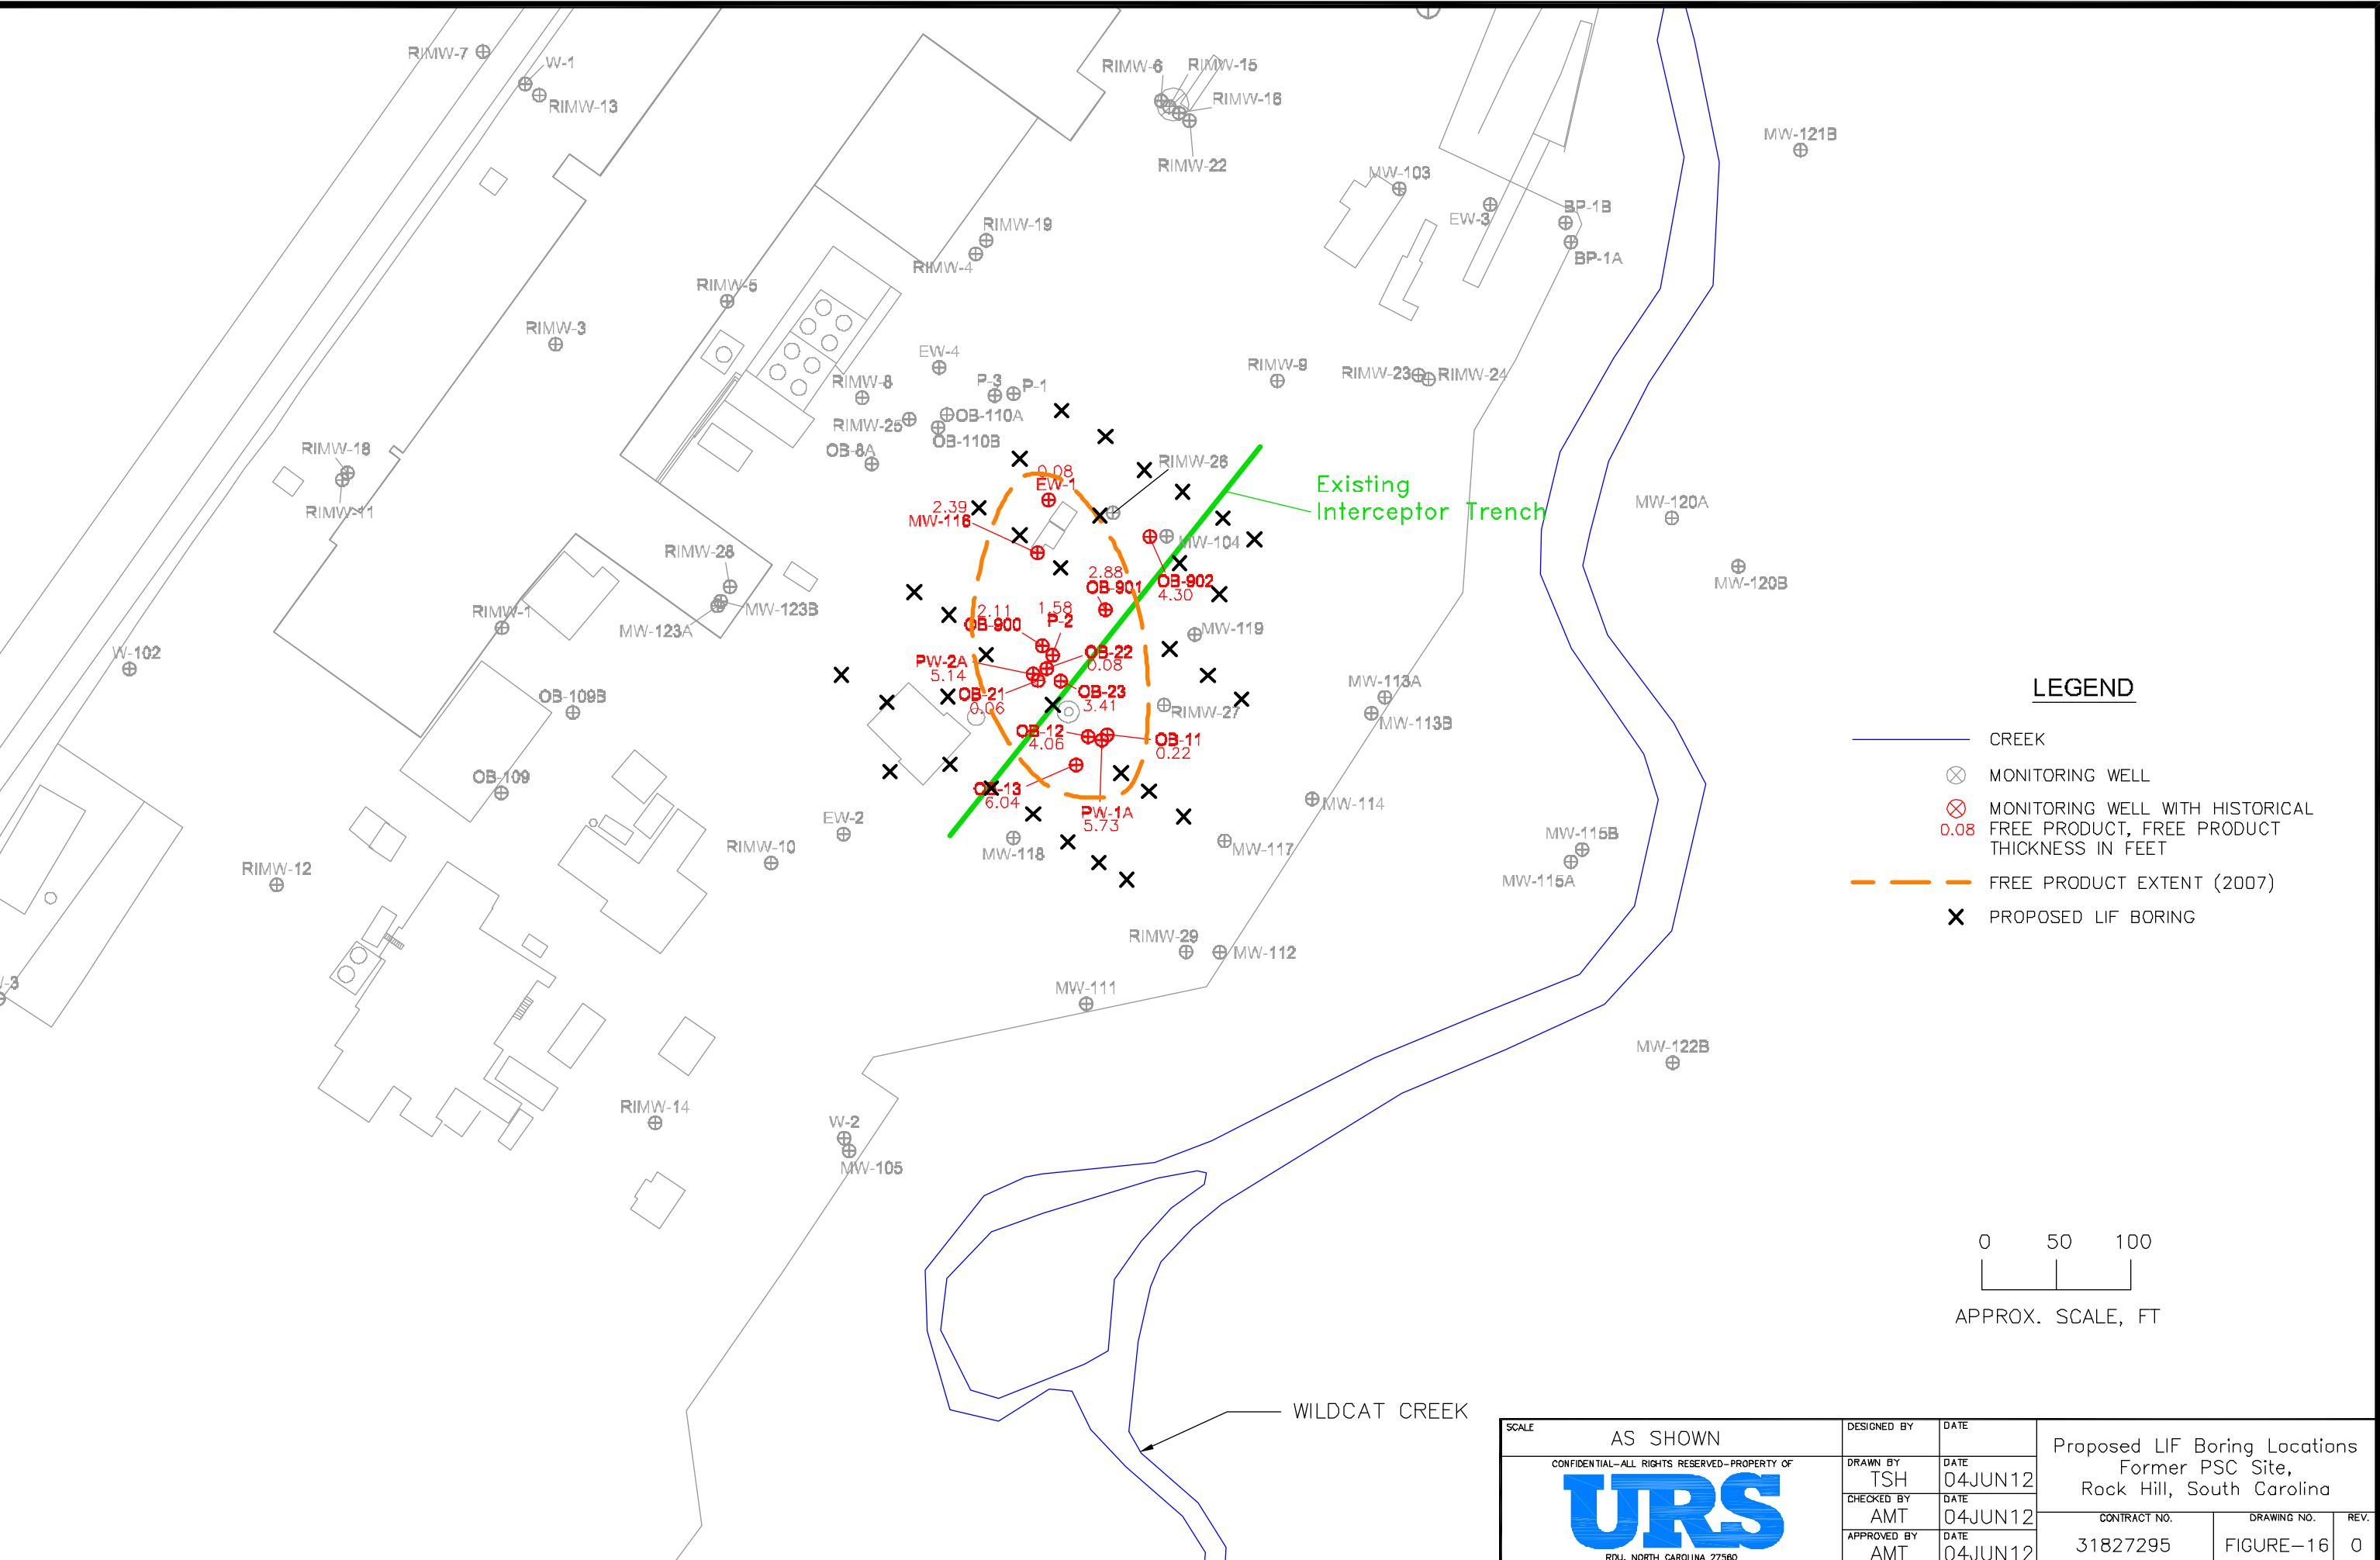 RIMW-7
W-1
RIMW-13
RIMW-6
RIMW-15
RIMW-16
RIMW-22
MW-121B
MW-103
EW-3
BP-1B
BP-1A
RIMW-19
RIMW-4
RIMW-5
RIMW-3
EW-4
RIMW-8
P-3
P-1
RIMW-9
RIMW-23
RIMW-24
RIMW-25
OB-110A
OB-110B
OB-8A
RIMW-18
RIMW-11
RIMW-26
0.08
EW-1
2.39
MW-116
Existing
Interceptor Trench
MW-120A
MW-104
RIMW-28
2.88
OB-901
OB-902
4.30
MW-120B
MW-123B
MW-123A
RIMW-1
2.11
OB-900
1.58
P-2
MW-119
W-102
PW-2A
5.14
OB-22
0.08
OB-21
0.06
OB-23
3.41
OB-109B
MW-113A
MW-113B
RIMW-27
OB-12
4.06
OB-11
0.22
OB-109
OB-13
6.04
PW-1A
5.73
MW-114
EW-2
RIMW-10
MW-118
MW-117
MW-115B
MW-115A
RIMW-12
RIMW-29
MW-112
MW-111
MW-122B
RIMW-14
W-2
MW-105
LEGEND
CREEK
MONITORING WELL
MONITORING WELL WITH HISTORICAL
0.08 FREE PRODUCT, FREE PRODUCT
THICKNESS IN FEET
FREE PRODUCT EXTENT (2007)
PROPOSED LIF BORING
0 50 100
APPROX. SCALE, FT
WILDCAT CREEK
SCALE
AS SHOWN
CONFIDENTIAL-ALL RIGHTS RESERVED-PROPERTY OF
URS
RDU, NORTH CAROLINA 27560
DESIGNED BY
DATE
DRAWN BY
TSH
DATE
04JUN12
CHECKED BY
AMT
DATE
04JUN12
APPROVED BY
AMT
DATE
04JUN12
Proposed LIF Boring Locations
Former PSC Site,
Rock Hill, South Carolina
CONTRACT NO.
31827295
DRAWING NO.
FIGURE-16
REV.
0